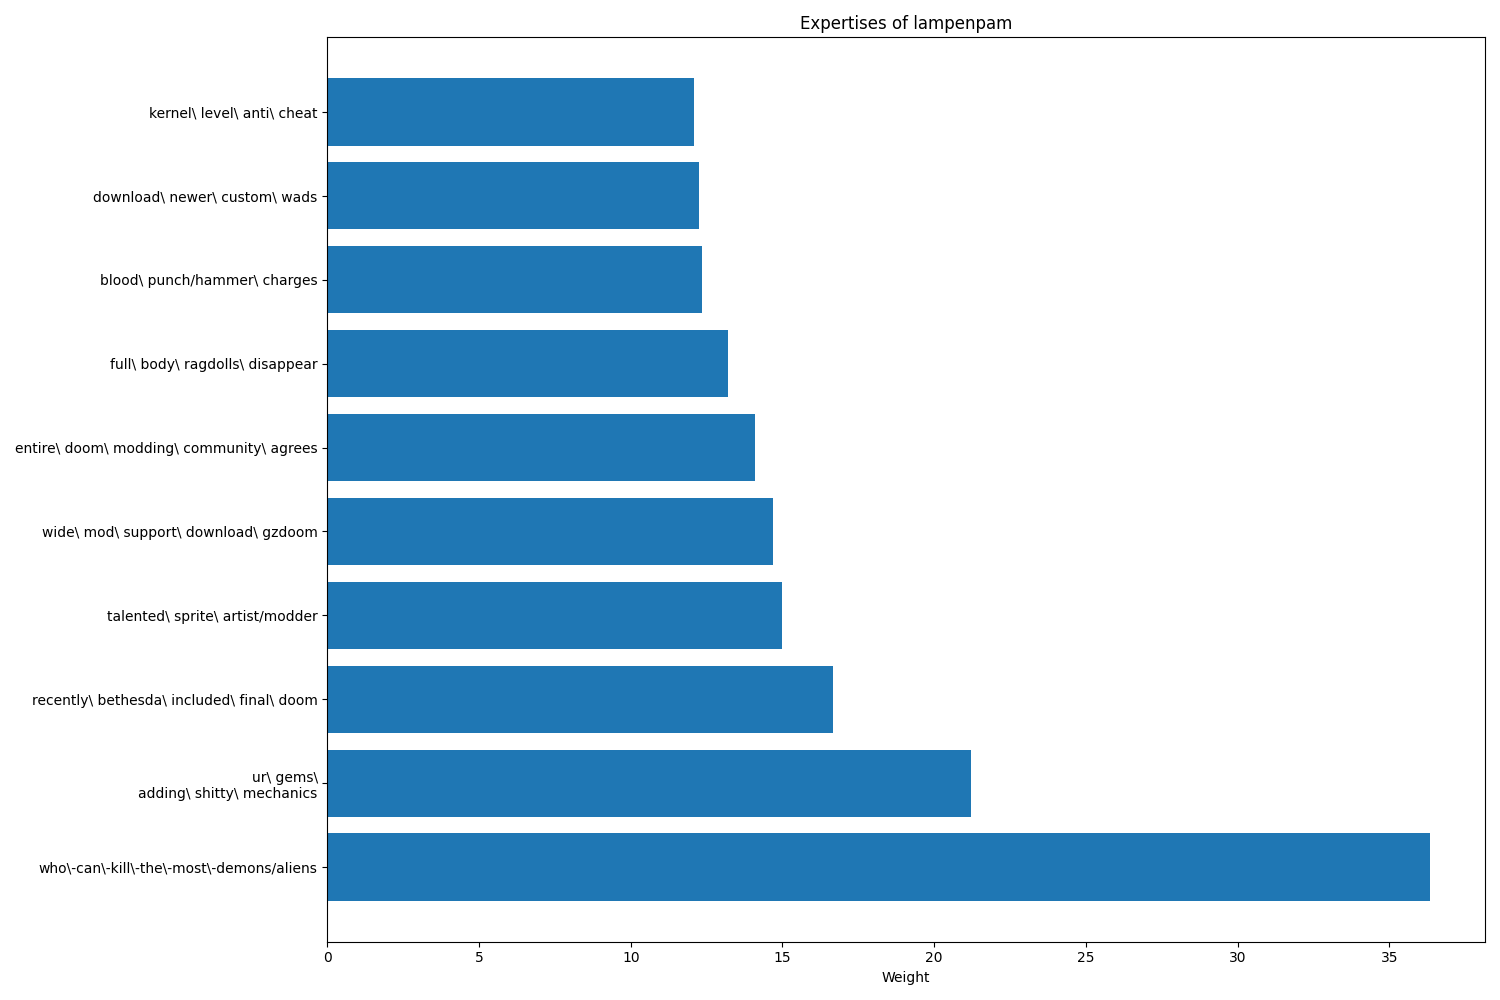 Expertises of lampenpam
kernel\ level\ anti\ cheat
download\ newer\ custom\ wads
blood\ punch/hammer\ charges
full\ body\ ragdolls\ disappear
entire\ doom\ modding\ community\ agrees
wide\ mod\ support\ download\ gzdoom
talented\ sprite\ artist/modder
recently\ bethesda\ included\ final\ doom
ur\ gems\
adding\ shitty\ mechanics
who\-can\-kill\-the\-most\-demons/aliens
0 5 10 15 20 25 30 35
Weight